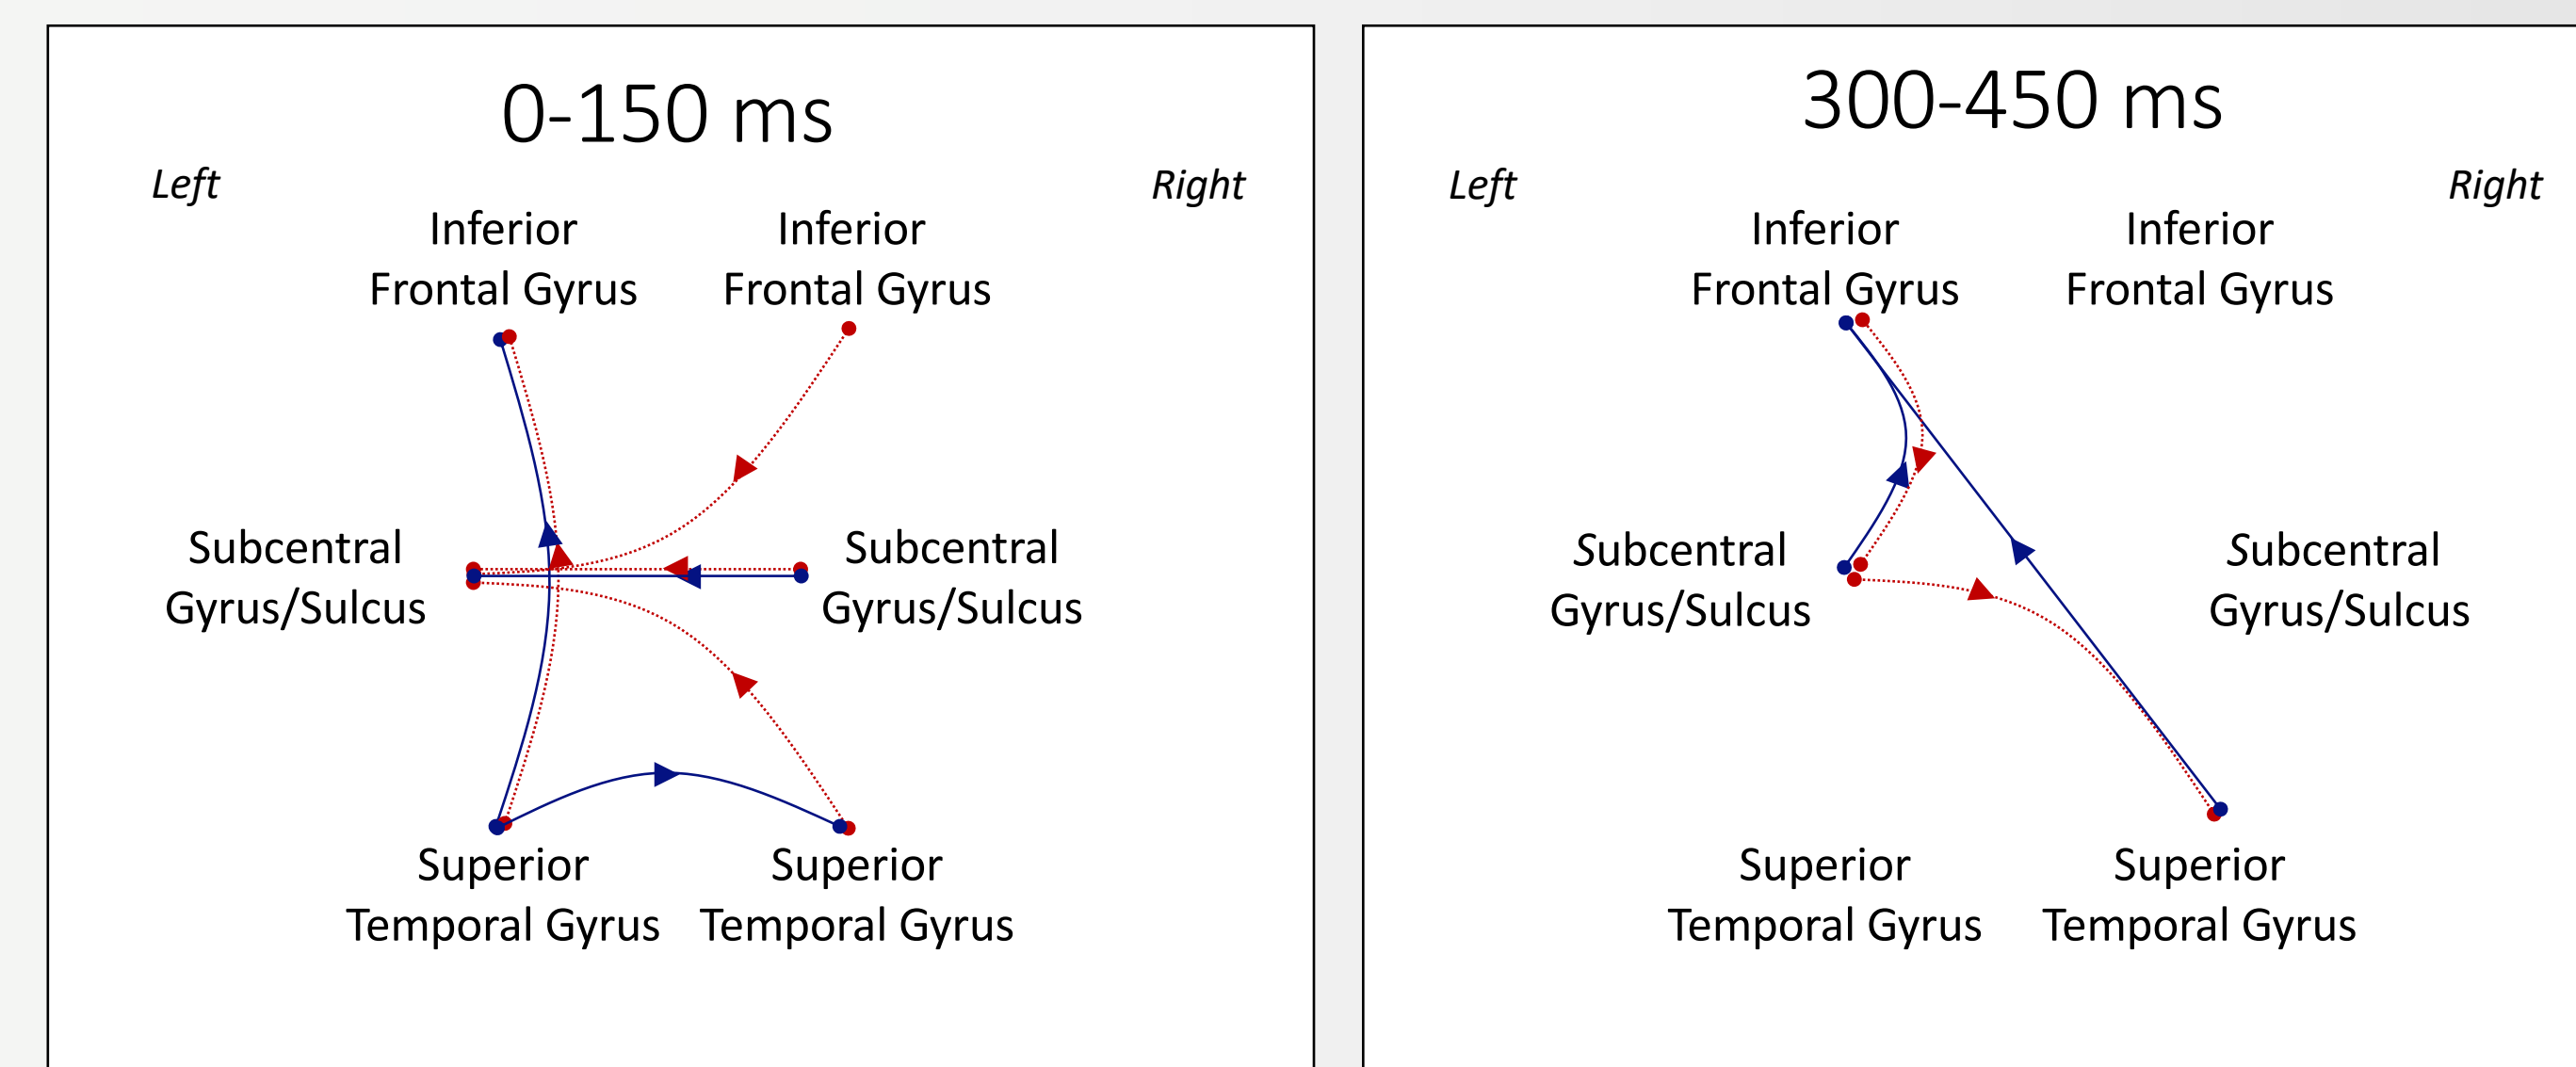 0-150 ms
Left
Right
Inferior
Frontal Gyrus
Inferior
Frontal Gyrus
Subcentral
Gyrus/Sulcus
Subcentral
Gyrus/Sulcus
Superior
Temporal Gyrus
Superior
Temporal Gyrus
300-450 ms
Left
Right
Inferior
Frontal Gyrus
Inferior
Frontal Gyrus
Subcentral
Gyrus/Sulcus
Subcentral
Gyrus/Sulcus
Superior
Temporal Gyrus
Superior
Temporal Gyrus